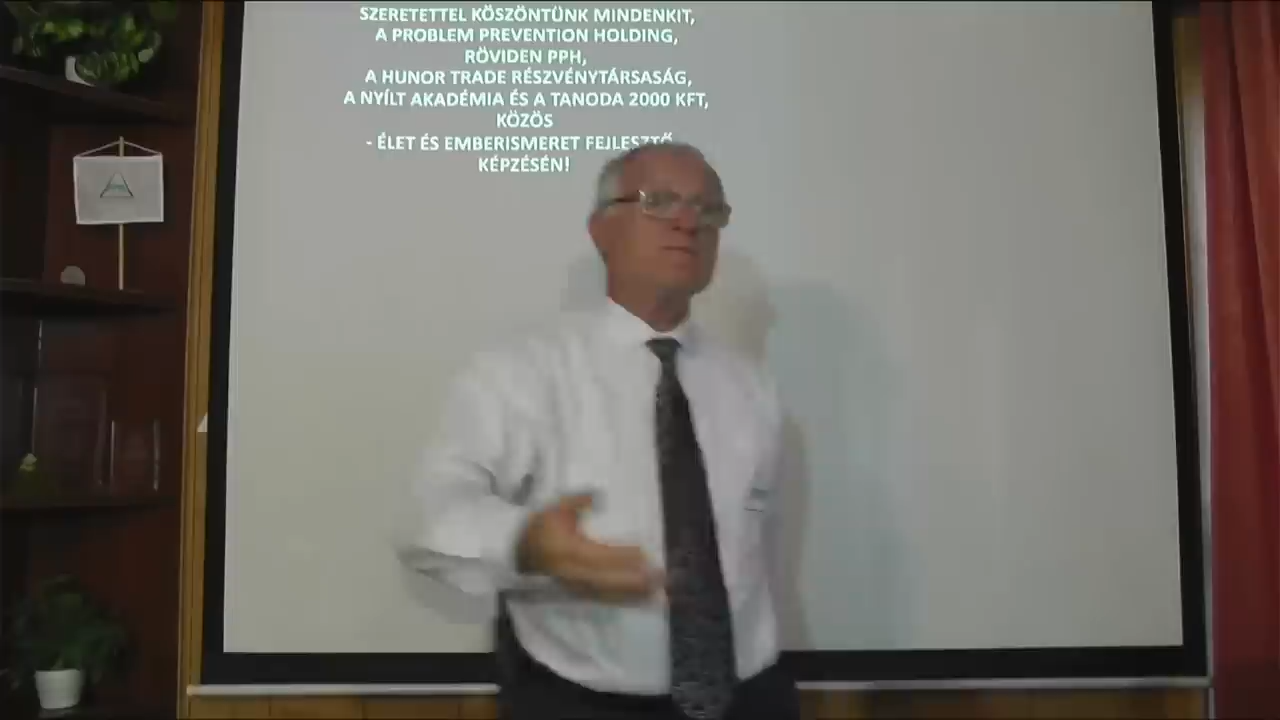 SZERETETTEL KÖSZÖNTÜNK MINDENKIT,
A PROBLEM PREVENTION HOLDING,
RÖVIDEN PPH,
A HUNOR TRADE RÉSZVÉNYTÁRSASÁG,
A NYÍLT AKADÉMIA ÉS A TANODA 2000 KFT,
KÖZÖS
- ÉLET ÉS EMBERISMERET FEJLESZTŐ
KÉPZÉSÉN!